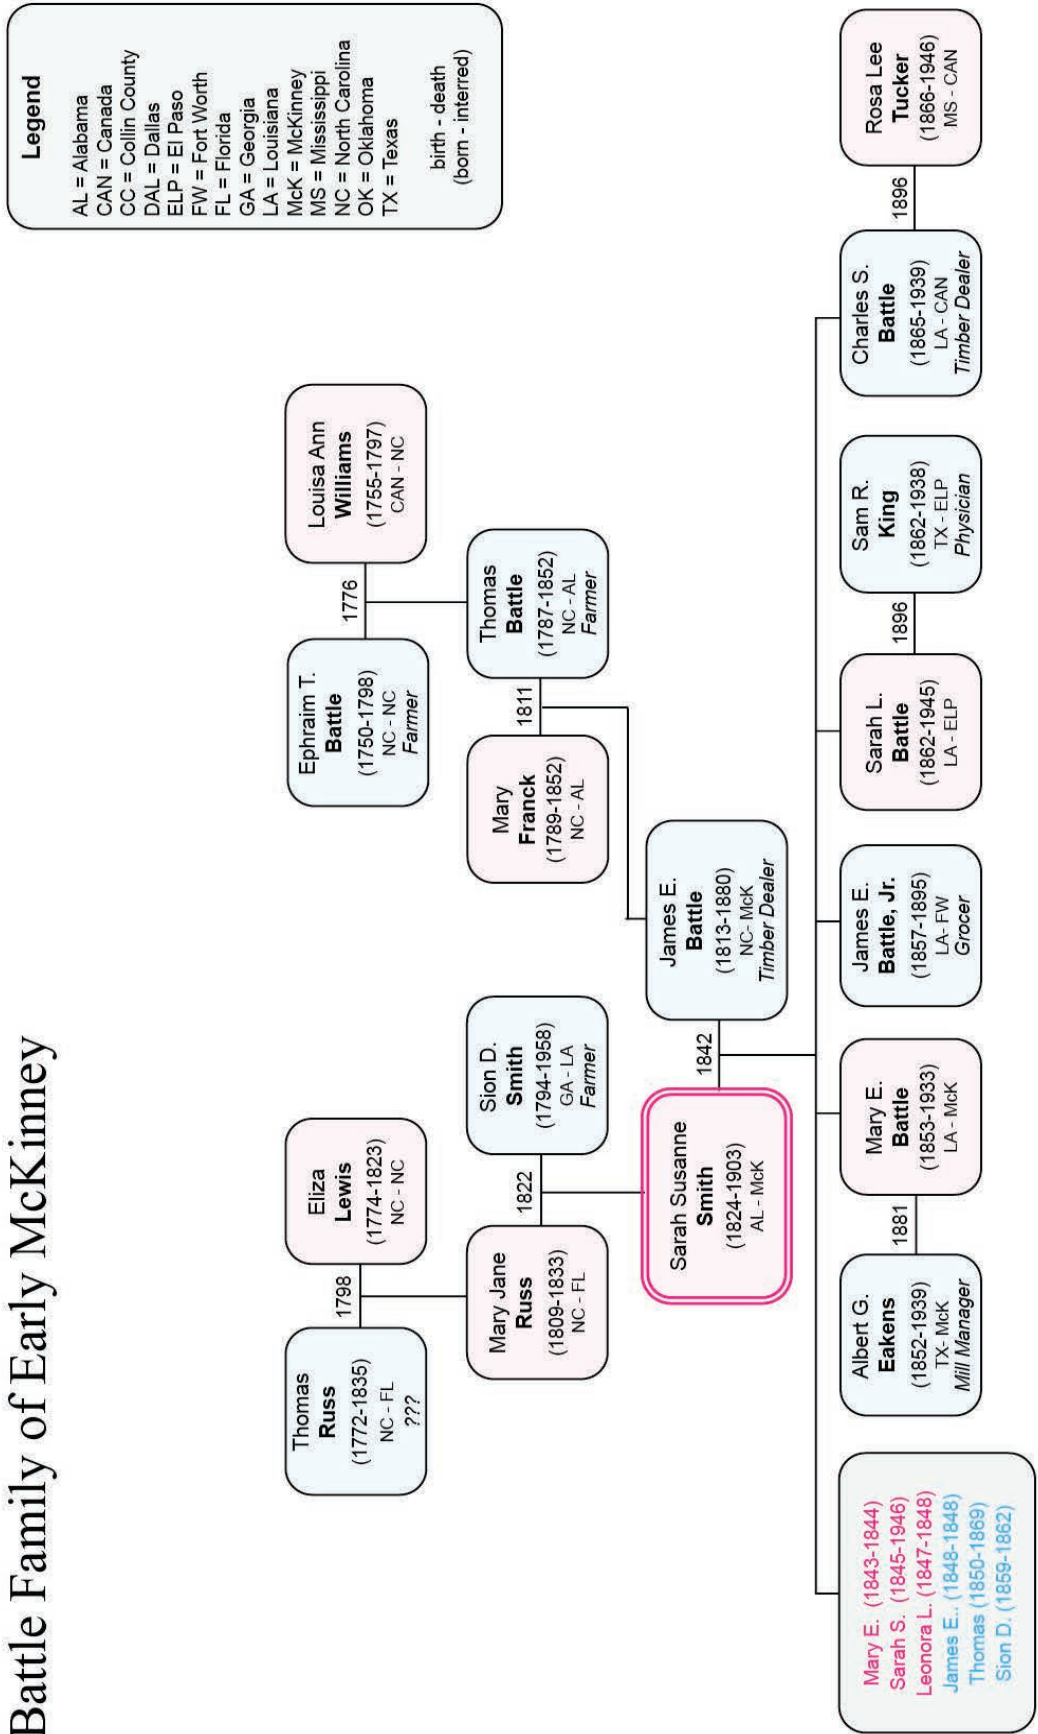 Battle Family of Early McKinney
Legend
AL = Alabama
CAN = Canada
CC = Collin County
DAL = Dallas
ELP = El Paso
FW = Fort Worth
FL = Florida
GA = Georgia
LA = Louisiana
McK = McKinney
MS = Mississippi
NC = North Carolina
OK = Oklahoma
TX = Texas
birth - death
(born - interred)
Thomas
Russ
(1772-1835)
NC - FL
???
1798
Eliza
Lewis
(1774-1823)
NC - NC
Ephraim T.
Battle
(1750-1798)
NC - NC
Farmer
1776
Louisa Ann
Williams
(1755-1797)
CAN - NC
Mary Jane
Russ
(1809-1833)
NC - FL
1822
Sion D.
Smith
(1794-1958)
GA - LA
Farmer
Mary
Franck
(1789-1852)
NC - AL
1811
Thomas
Battle
(1787-1852)
NC - AL
Farmer
Sarah Susanne
Smith
(1824-1903)
AL - McK
1842
James E.
Battle
(1813-1880)
NC- McK
Timber Dealer
Mary E. (1843-1844)
Sarah S. (1845-1946)
Leonora L. (1847-1848)
James E.. (1848-1848)
Thomas (1850-1869)
Sion D. (1859-1862)
Albert G.
Eakens
(1852-1939)
TX- McK
Mill Manager
1881
Mary E.
Battle
(1853-1933)
LA - McK
James E.
Battle, Jr.
(1857-1895)
LA- FW
Grocer
Sarah L.
Battle
(1862-1945)
LA - ELP
1896
Sam R.
King
(1862-1938)
TX - ELP
Physician
Charles S.
Battle
(1865-1939)
LA - CAN
Timber Dealer
1896
Rosa Lee
Tucker
(1866-1946)
MS - CAN